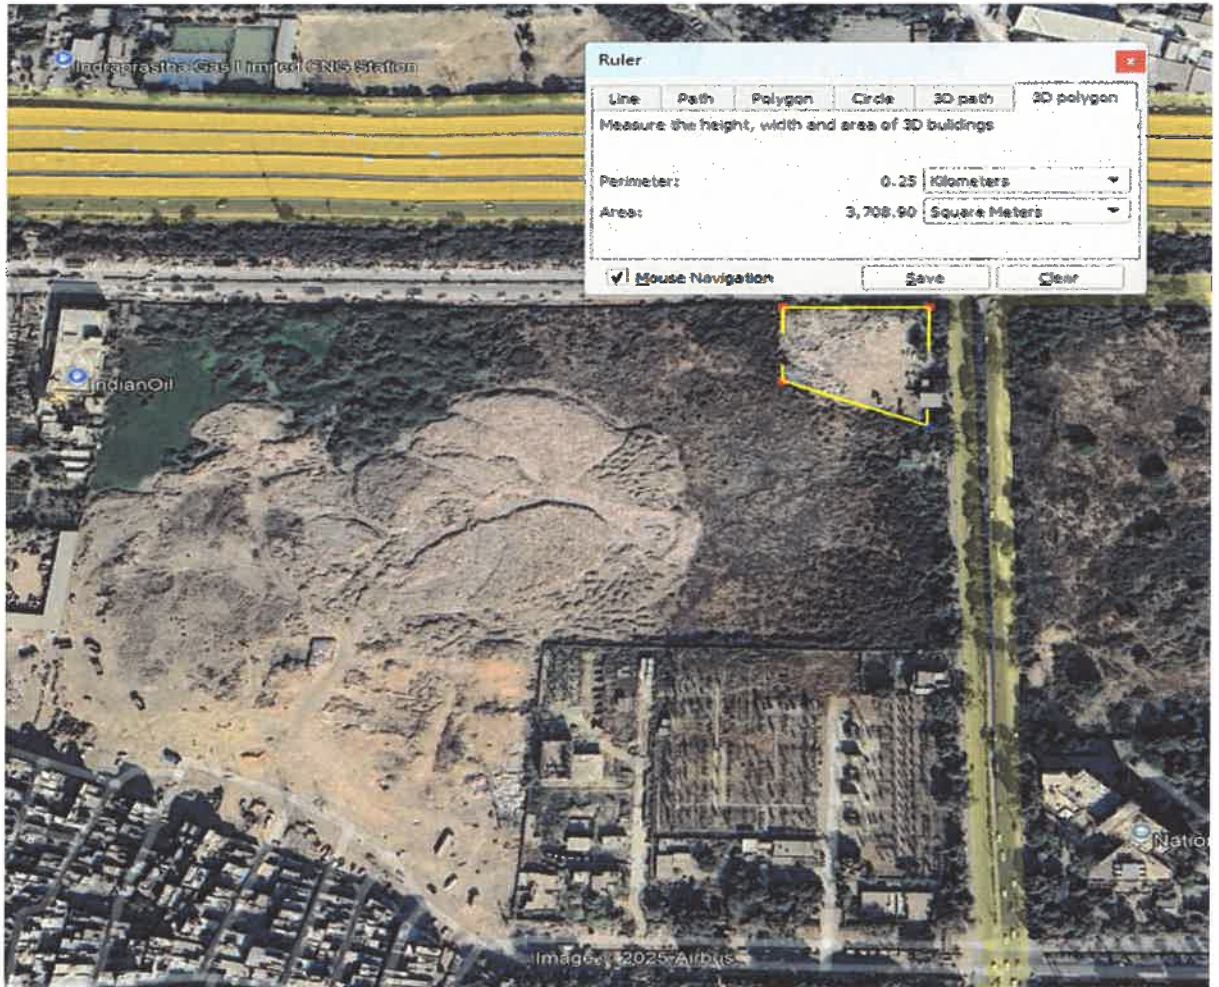 Indraprastha Gas Limited CNG Station
Ruler
Line Path Polygon Circle 3D path 3D polygon
Measure the height, width and area of 3D buildings
Perimeter: 0.25 Kilometers
Area: 3,708.90 Square Meters
Mouse Navigation Save Clear
IndianOil
Natio
Image © 2025 Airbus